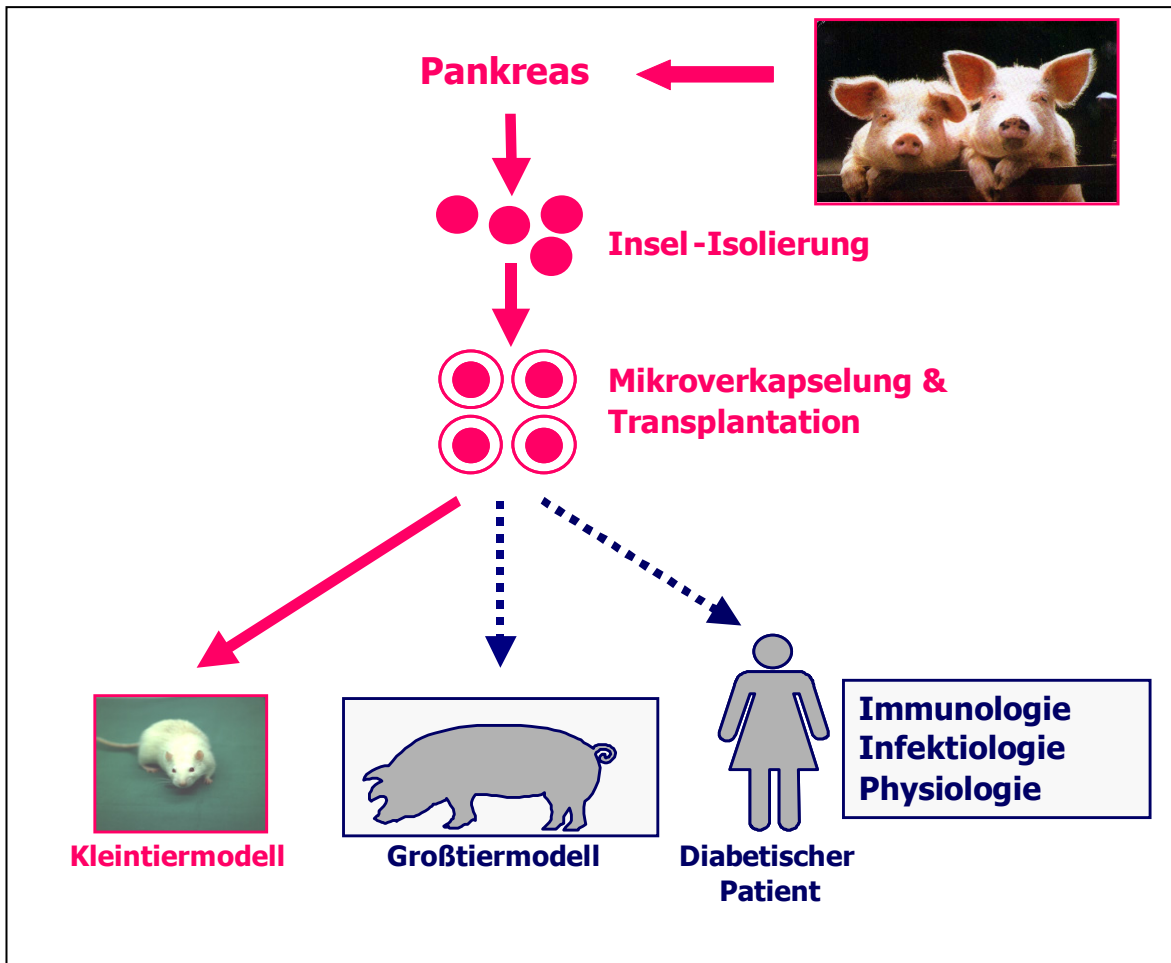 Pankreas
Insel-Isolierung
Mikroverkapselung &
Transplantation
Immunologie
Infektiologie
Physiologie
Kleintiermodell
Großtiermodell
Diabetischer
Patient